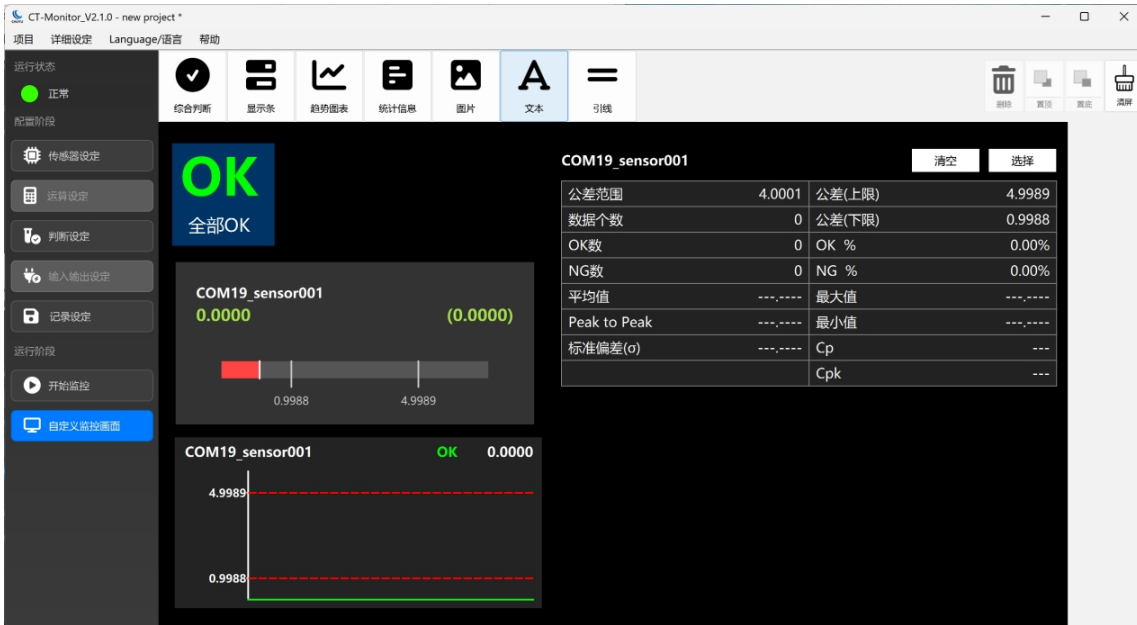 CT-Monitor_V2.1.0 - new project *
项目 详细设定 Language/语言 帮助
运行状态
正常
配置阶段
传感器设定
运算设定
判断设定
输入输出设定
记录设定
运行阶段
开始监控
自定义监控画面
综合判断 显示条 趋势图表 统计信息 图片 文本 引线
删除 置顶 置底 清屏
OK
全部OK
COM19_sensor001
0.0000 (0.0000)
0.9988 4.9989
COM19_sensor001 OK 0.0000
4.9989
0.9988
COM19_sensor001 清空 选择
公差范围 4.0001 公差(上限) 4.9989
数据个数 0 公差(下限) 0.9988
OK数 0 OK % 0.00%
NG数 0 NG % 0.00%
平均值 ---.---- 最大值 ---.----
Peak to Peak ---.---- 最小值 ---.----
标准偏差(σ) ---.---- Cp ---
Cpk ---